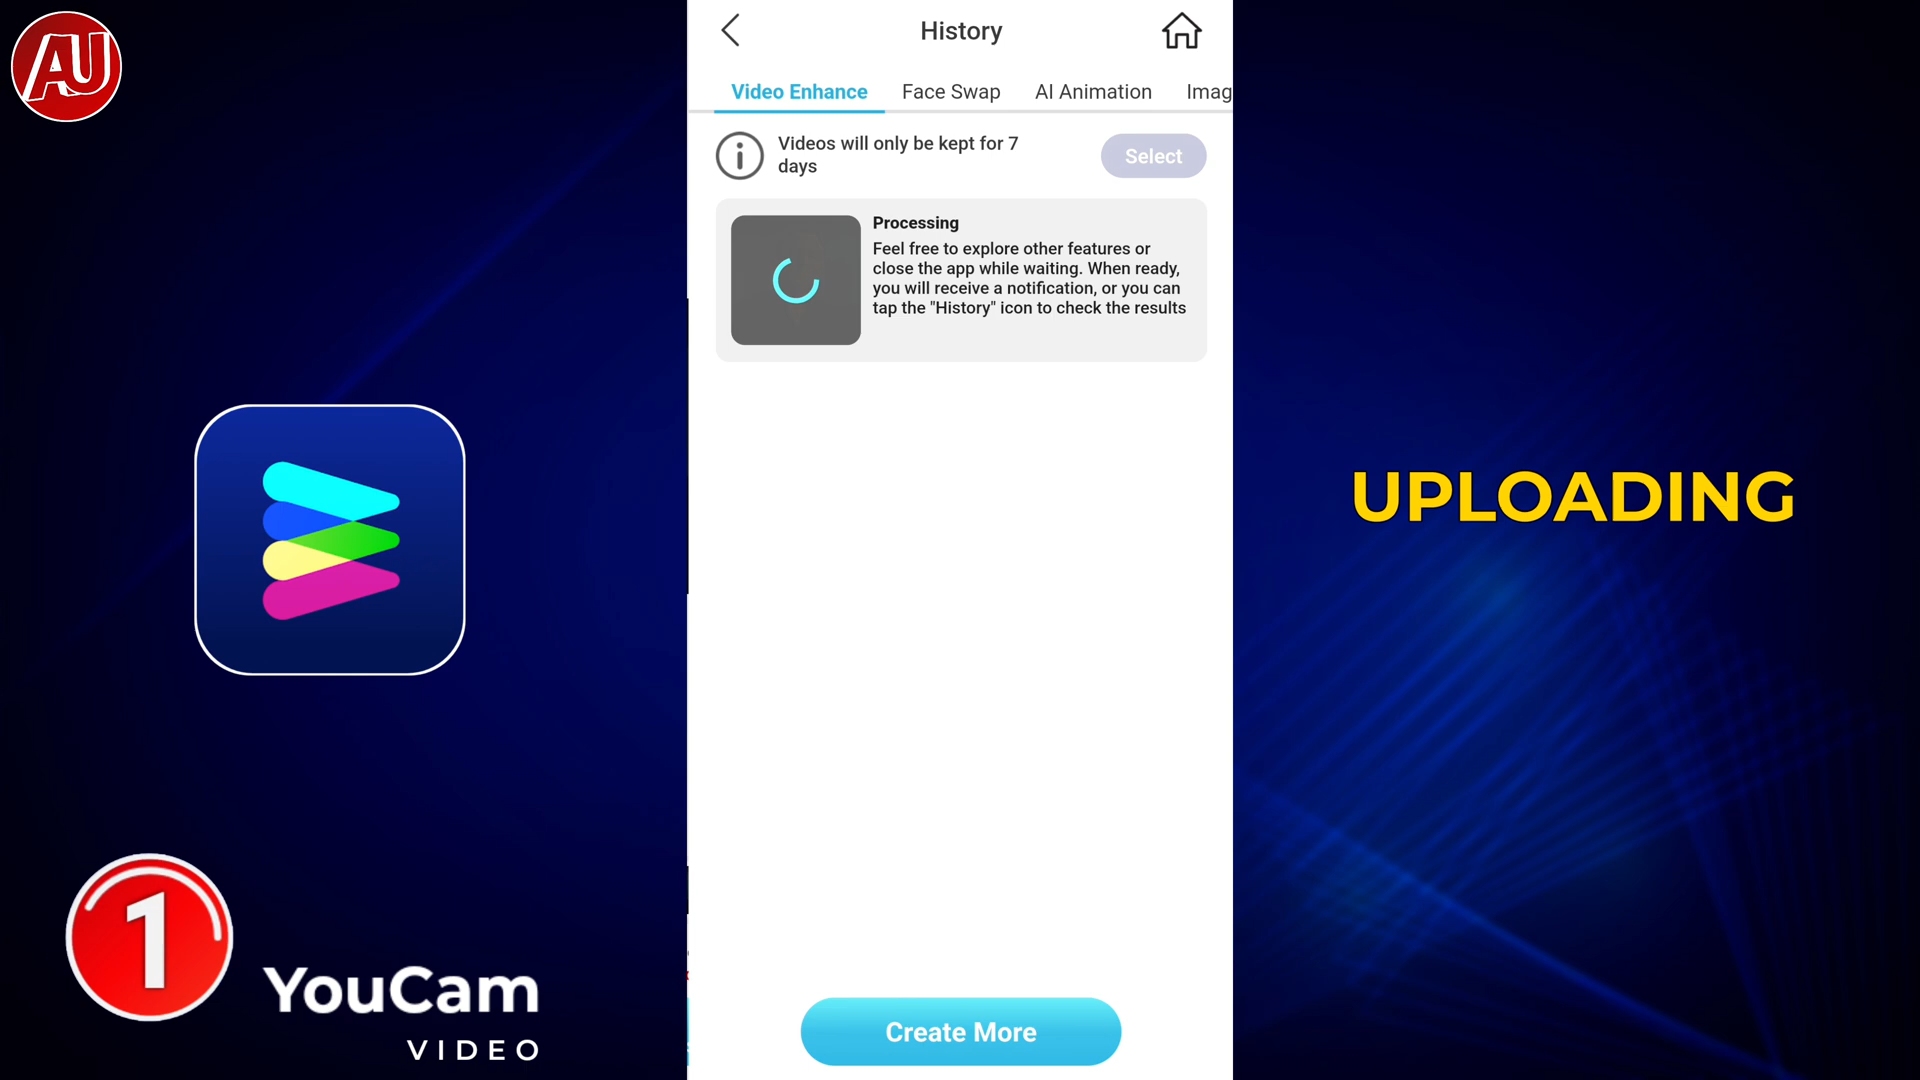 AU
History
Video Enhance Face Swap AI Animation Imag
Videos will only be kept for 7
days
Select
Processing
Feel free to explore other features or
close the app while waiting. When ready,
you will receive a notification, or you can
tap the "History" icon to check the results
UPLOADING
1
YouCam
VIDEO
Create More